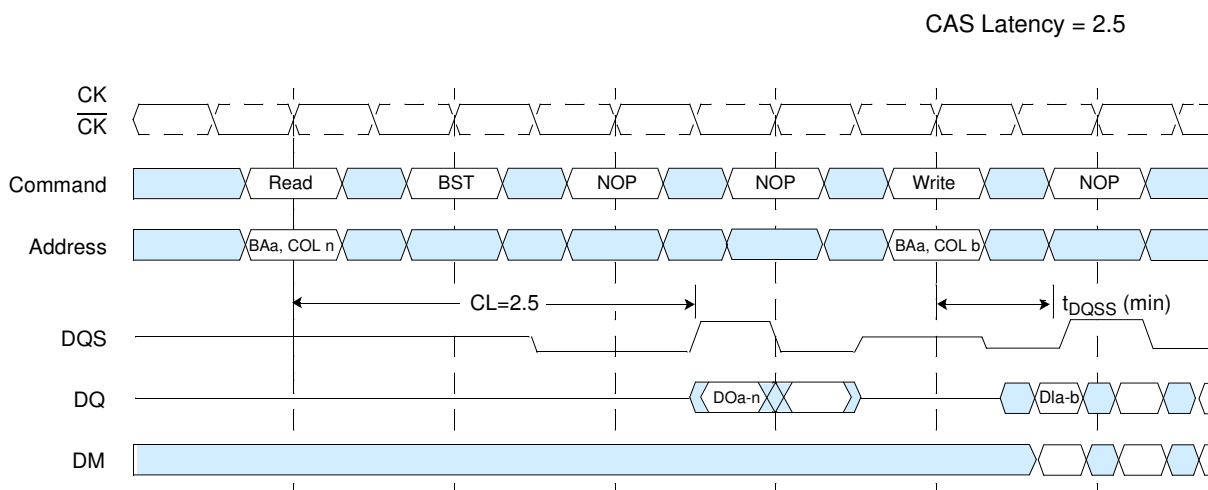 CAS Latency = 2.5
CK
CK
Command Read BST NOP NOP Write NOP
Address BAa, COL n BAa, COL b
CL=2.5 tDQSS (min)
DQS
DQ DOa-n DIa-b
DM